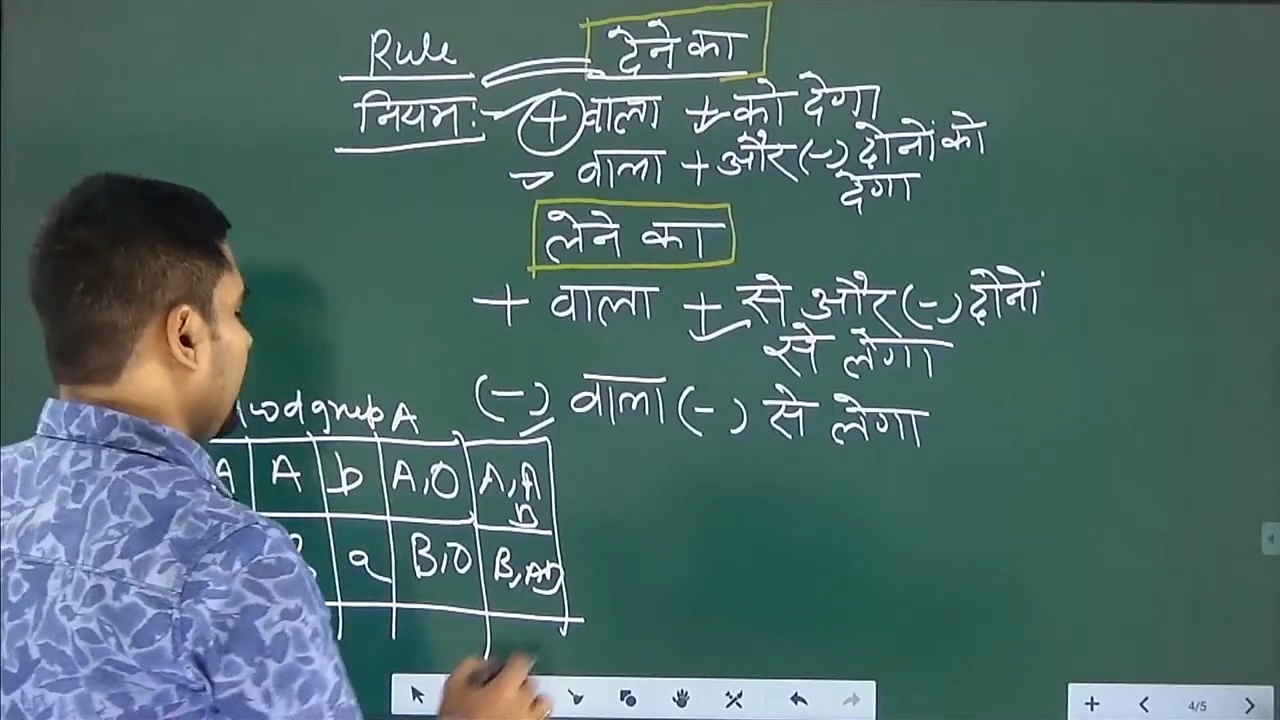 Rule देने का
नियम:- + वाला + को देगा
- वाला + और (-) दोनों को
देगा
लेने का
+ वाला + से और (-) दोनों
से लेगा
(-) वाला (-) से लेगा
A
A A b A,O A,A
B
a B,O B,AB
4/5